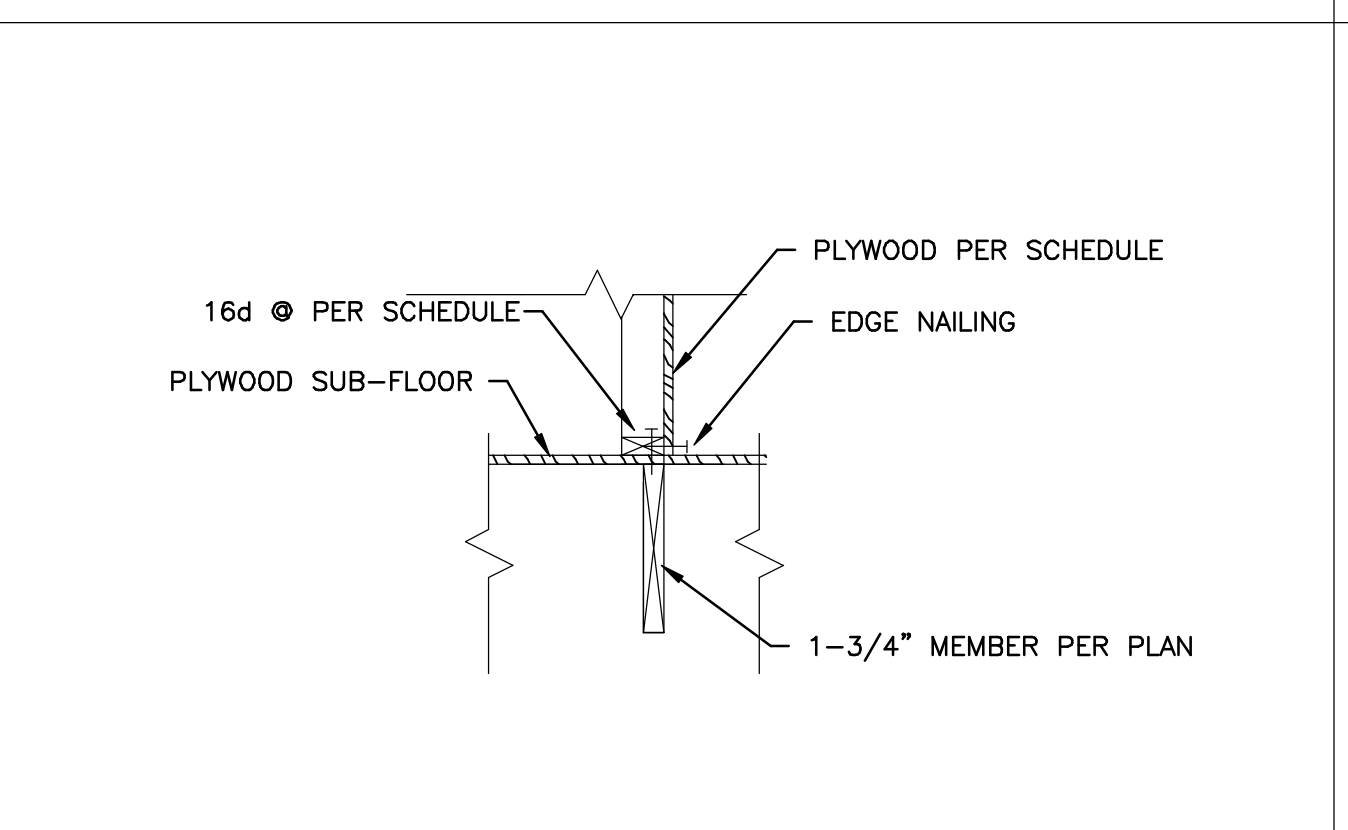 PLYWOOD PER SCHEDULE
16d @ PER SCHEDULE
EDGE NAILING
PLYWOOD SUB-FLOOR
1-3/4" MEMBER PER PLAN